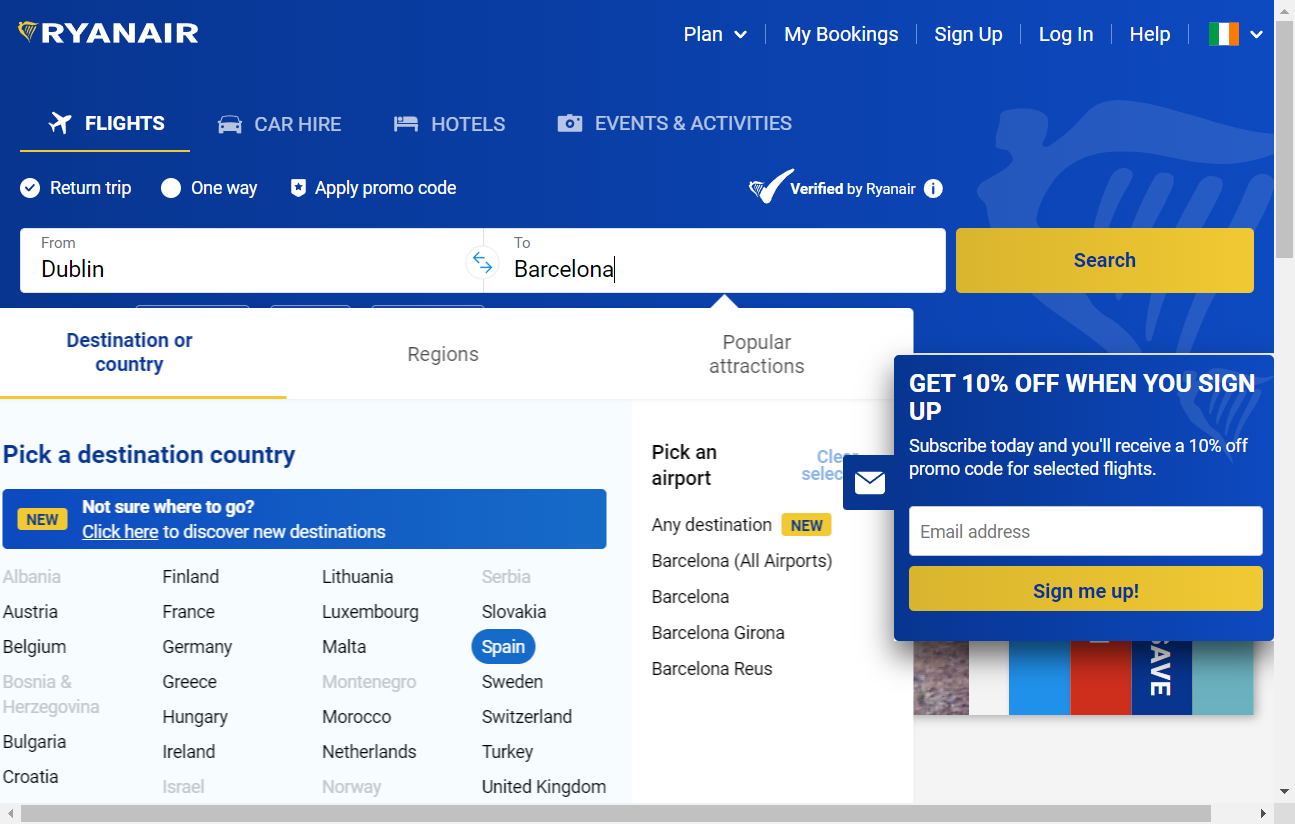 RYANAIR
Plan
My Bookings
Sign Up
Log In
Help
FLIGHTS
CAR HIRE
HOTELS
EVENTS & ACTIVITIES
Return trip
One way
Apply promo code
Verified by Ryanair
From
Dublin
To
Barcelona
Search
Destination or
country
Regions
Popular
attractions
Pick a destination country
NEW
Not sure where to go?
Click here to discover new destinations
Albania
Austria
Belgium
Bosnia &
Herzegovina
Bulgaria
Croatia
Finland
France
Germany
Greece
Hungary
Ireland
Israel
Lithuania
Luxembourg
Malta
Montenegro
Morocco
Netherlands
Norway
Serbia
Slovakia
Spain
Sweden
Switzerland
Turkey
United Kingdom
Pick an
airport
Any destination NEW
Barcelona (All Airports)
Barcelona
Barcelona Girona
Barcelona Reus
GET 10% OFF WHEN YOU SIGN
UP
Subscribe today and you'll receive a 10% off
promo code for selected flights.
Email address
Sign me up!
SAVE